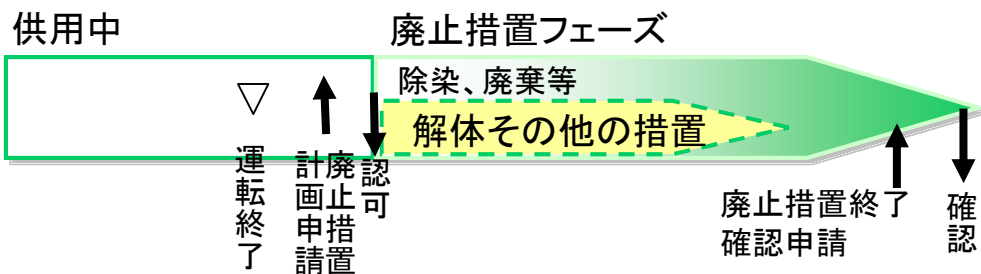 供用中
廃止措置フェーズ
除染、廃棄等
解体その他の措置
▽
運転終了
廃止措置
計画申請
認可
廃止措置終了
確認申請
確認